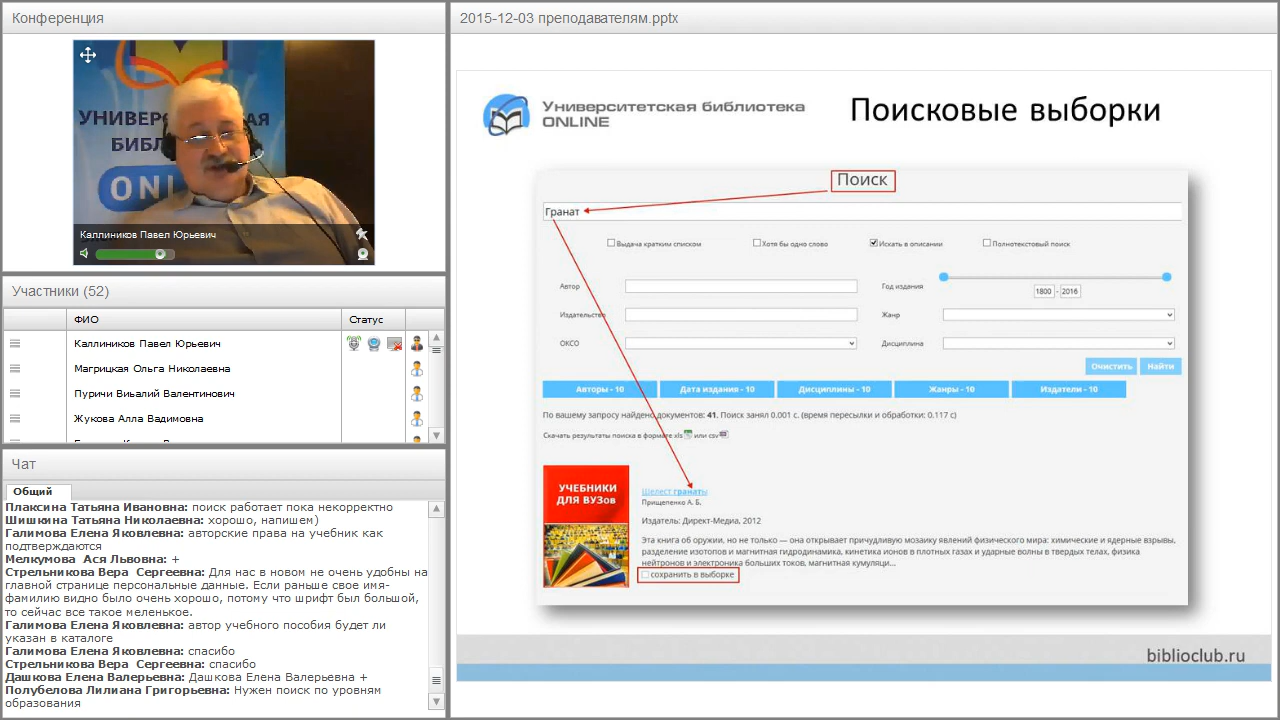 Конференция
УНИВЕРСИТЕТСКАЯ
Каллиников Павел Юрьевич
Участники (52)
ФИО
Статус
Каллиников Павел Юрьевич
Магрицкая Ольга Николаевна
Пуричи Виьалий Валентинович
Жукова Алла Вадимовна
Чат
Общий
Плаксина Татьяна Ивановна: поиск работает пока некорректно
Шишкина Татьяна Николаевна: хорошо, напишем)
Галимова Елена Яковлевна: авторские права на учебник как
подтверждаются
Мелкумова Ася Львовна: +
Стрельникова Вера Сергеевна: Для нас в новом не очень удобны на
главной странице персональные данные. Если раньше свое имя-
фамилию видно было очень хорошо, потому что шрифт был большой,
то сейчас все такое меленькое.
Галимова Елена Яковлевна: автор учебного пособия будет ли
указан в каталоге
Галимова Елена Яковлевна: спасибо
Стрельникова Вера Сергеевна: спасибо
Дашкова Елена Валерьевна: Дашкова Елена Валерьевна +
Полубелова Лилиана Григорьевна: Нужен поиск по уровням
образования
2015-12-03 преподавателям.pptx
Университетская библиотека
ONLINE
Поисковые выборки
Поиск
Гранат
Выдача кратким списком
Хотя бы одно слово
Искать в описании
Полнотекстовый поиск
Автор
Год издания
1800 - 2016
Издательство
Жанр
ОКСО
Дисциплина
Очистить
Найти
Авторы - 10
Дата издания - 10
Дисциплины - 10
Жанры - 10
Издатели - 10
По вашему запросу найдено документов: 41. Поиск занял 0.001 с. (время пересылки и обработки: 0.117 с)
Скачать результаты поиска в формате xls или csv
УЧЕБНИКИ
ДЛЯ ВУЗов
Шелест гранаты
Прищепенко А. Б.
Издатель: Директ-Медиа, 2012
Эта книга об оружии, но не только — она открывает причудливую мозаику явлений физического мира: химические и ядерные взрывы,
разделение изотопов и магнитная гидродинамика, кинетика ионов в плотных газах и ударные волны в твердых телах, физика
нейтронов и электроника больших токов, магнитная кумуляци...
сохранить в выборке
biblioclub.ru